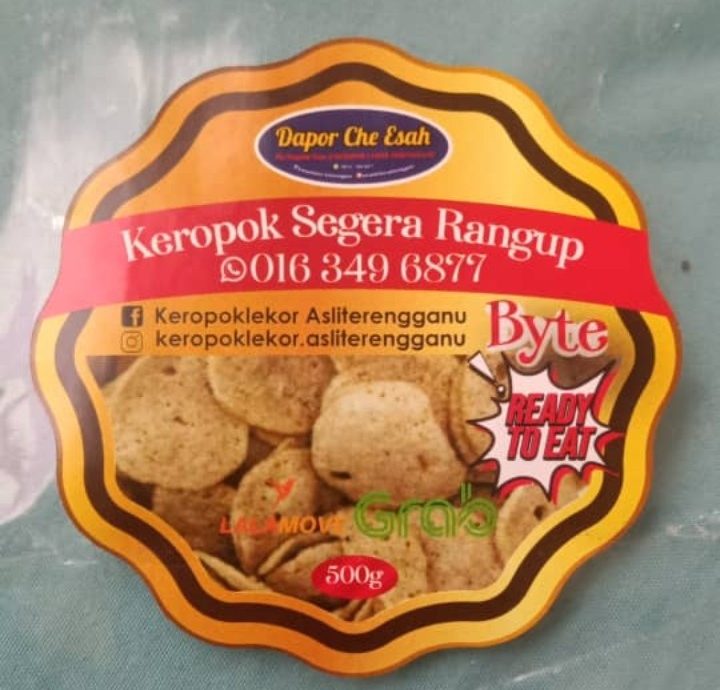 Dapor Che Esah
Keropok Segera Rangup
016 349 6877
Keropoklekor Asliterengganu
keropoklekor.asliterengganu
Byte
READY
TO EAT
LALAMOVE Grab
500g